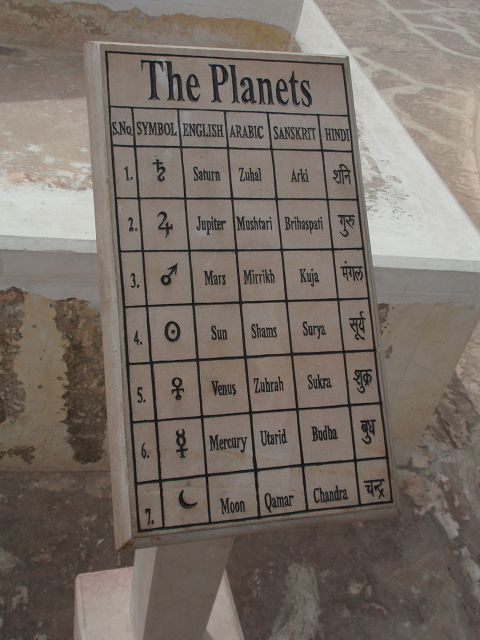 The Planets
S.No. SYMBOL ENGLISH ARABIC SANSKRIT HINDI
1. ♄ Saturn Zuhal Arki शनि
2. ♃ Jupiter Mushtari Brihaspati गुरु
3. ♂ Mars Mirrikh Kuja मंगल
4. ☉ Sun Shams Surya सूर्य
5. ♀ Venus Zuhrah Sukra शुक्र
6. ☿ Mercury Utarid Budha बुध
7. ☾ Moon Qamar Chandra चन्द्र